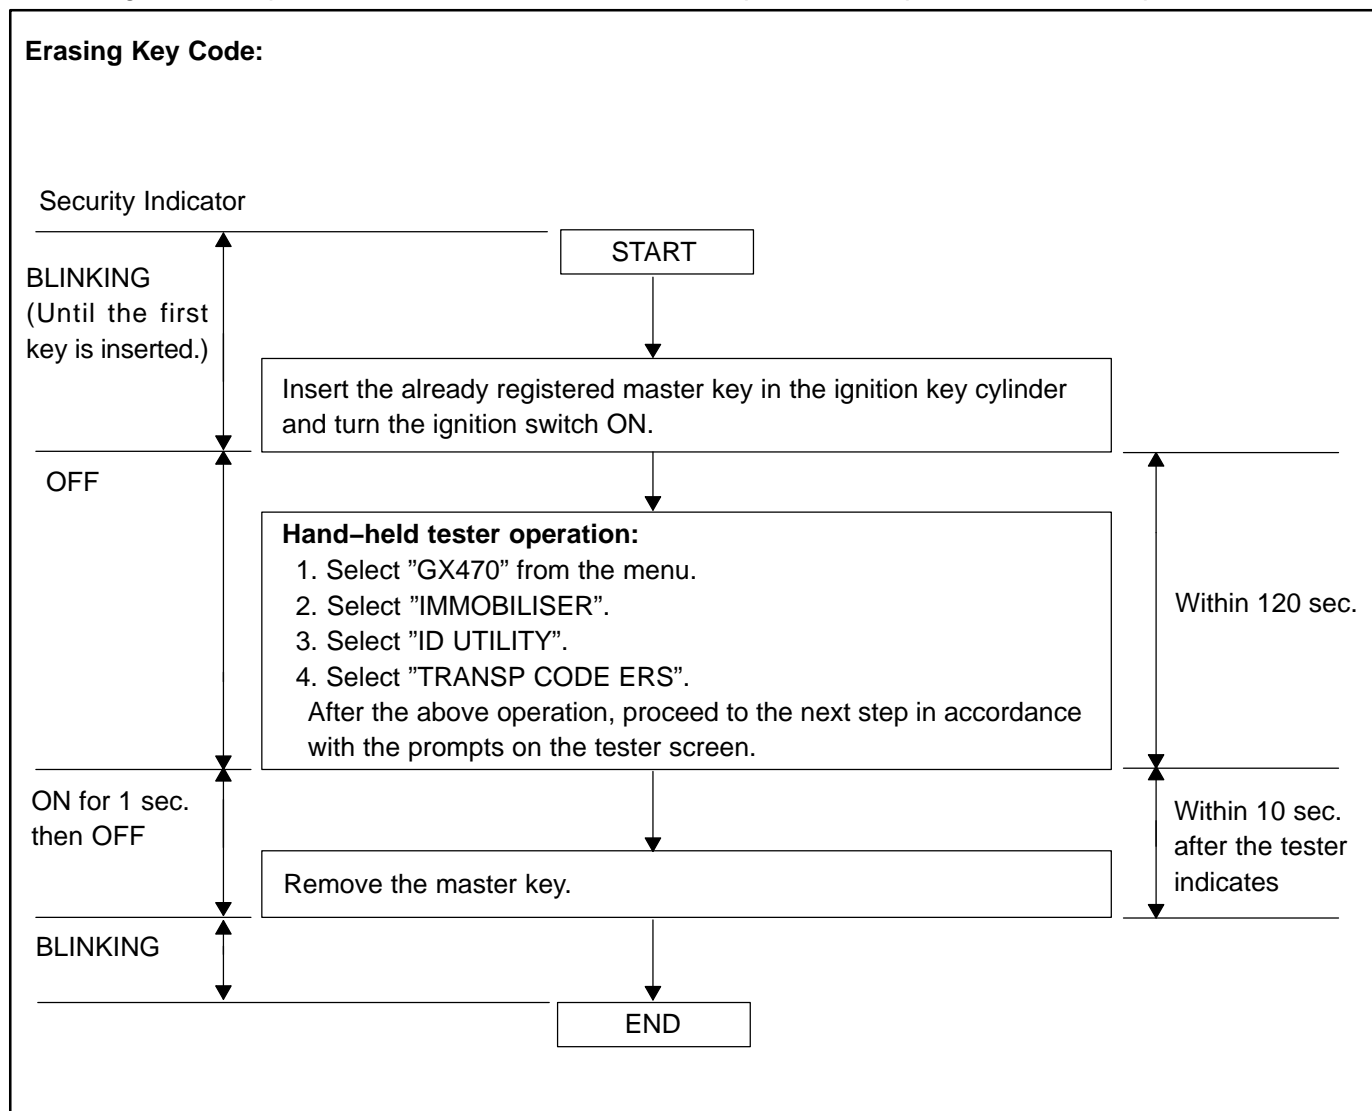 Erasing Key Code:
Security Indicator
START
BLINKING
(Until the first
key is inserted.)
Insert the already registered master key in the ignition key cylinder
and turn the ignition switch ON.
OFF
Hand–held tester operation:
1. Select ”GX470” from the menu.
2. Select ”IMMOBILISER”.
3. Select ”ID UTILITY”.
4. Select ”TRANSP CODE ERS”.
After the above operation, proceed to the next step in accordance
with the prompts on the tester screen.
Within 120 sec.
ON for 1 sec.
then OFF
Within 10 sec.
after the tester
indicates
Remove the master key.
BLINKING
END